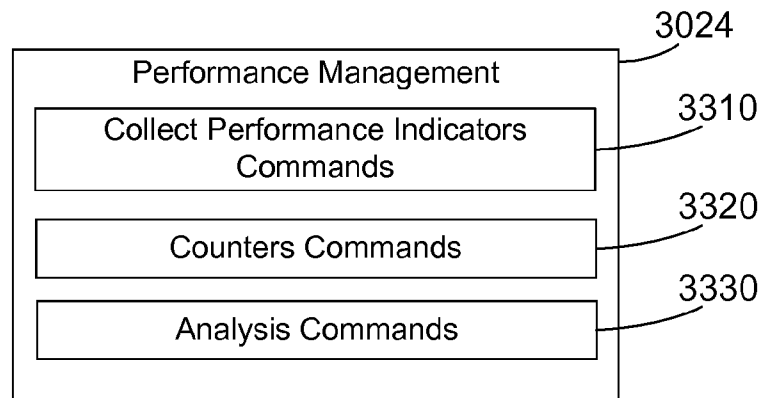 3024
Performance Management
3310
Collect Performance Indicators
Commands
3320
Counters Commands
3330
Analysis Commands